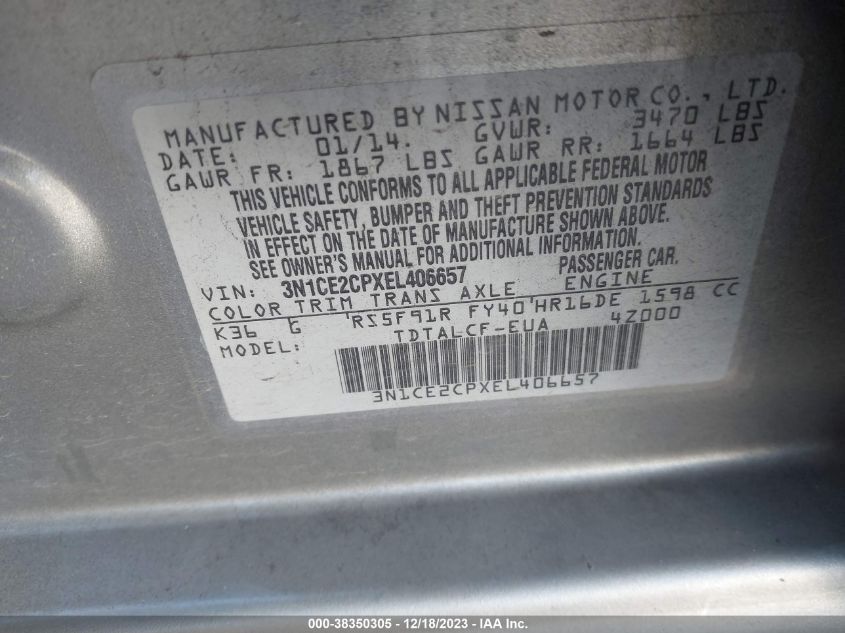 MANUFACTURED BY NISSAN MOTOR CO., LTD.
DATE: 01/14. GVWR: 3470 LBS
GAWR FR: 1867 LBS GAWR RR: 1664 LBS
THIS VEHICLE CONFORMS TO ALL APPLICABLE FEDERAL MOTOR
VEHICLE SAFETY, BUMPER AND THEFT PREVENTION STANDARDS
IN EFFECT ON THE DATE OF MANUFACTURE SHOWN ABOVE.
SEE OWNER'S MANUAL FOR ADDITIONAL INFORMATION.
VIN: 3N1CE2CPXEL406657 PASSENGER CAR.
COLOR TRIM TRANS AXLE ENGINE
K36 G RS5F91R FY40 HR16DE 1598 CC
MODEL: TDTALCF-EUA 4Z000
3N1CE2CPXEL406657
000-38350305 - 12/18/2023 - IAA Inc.